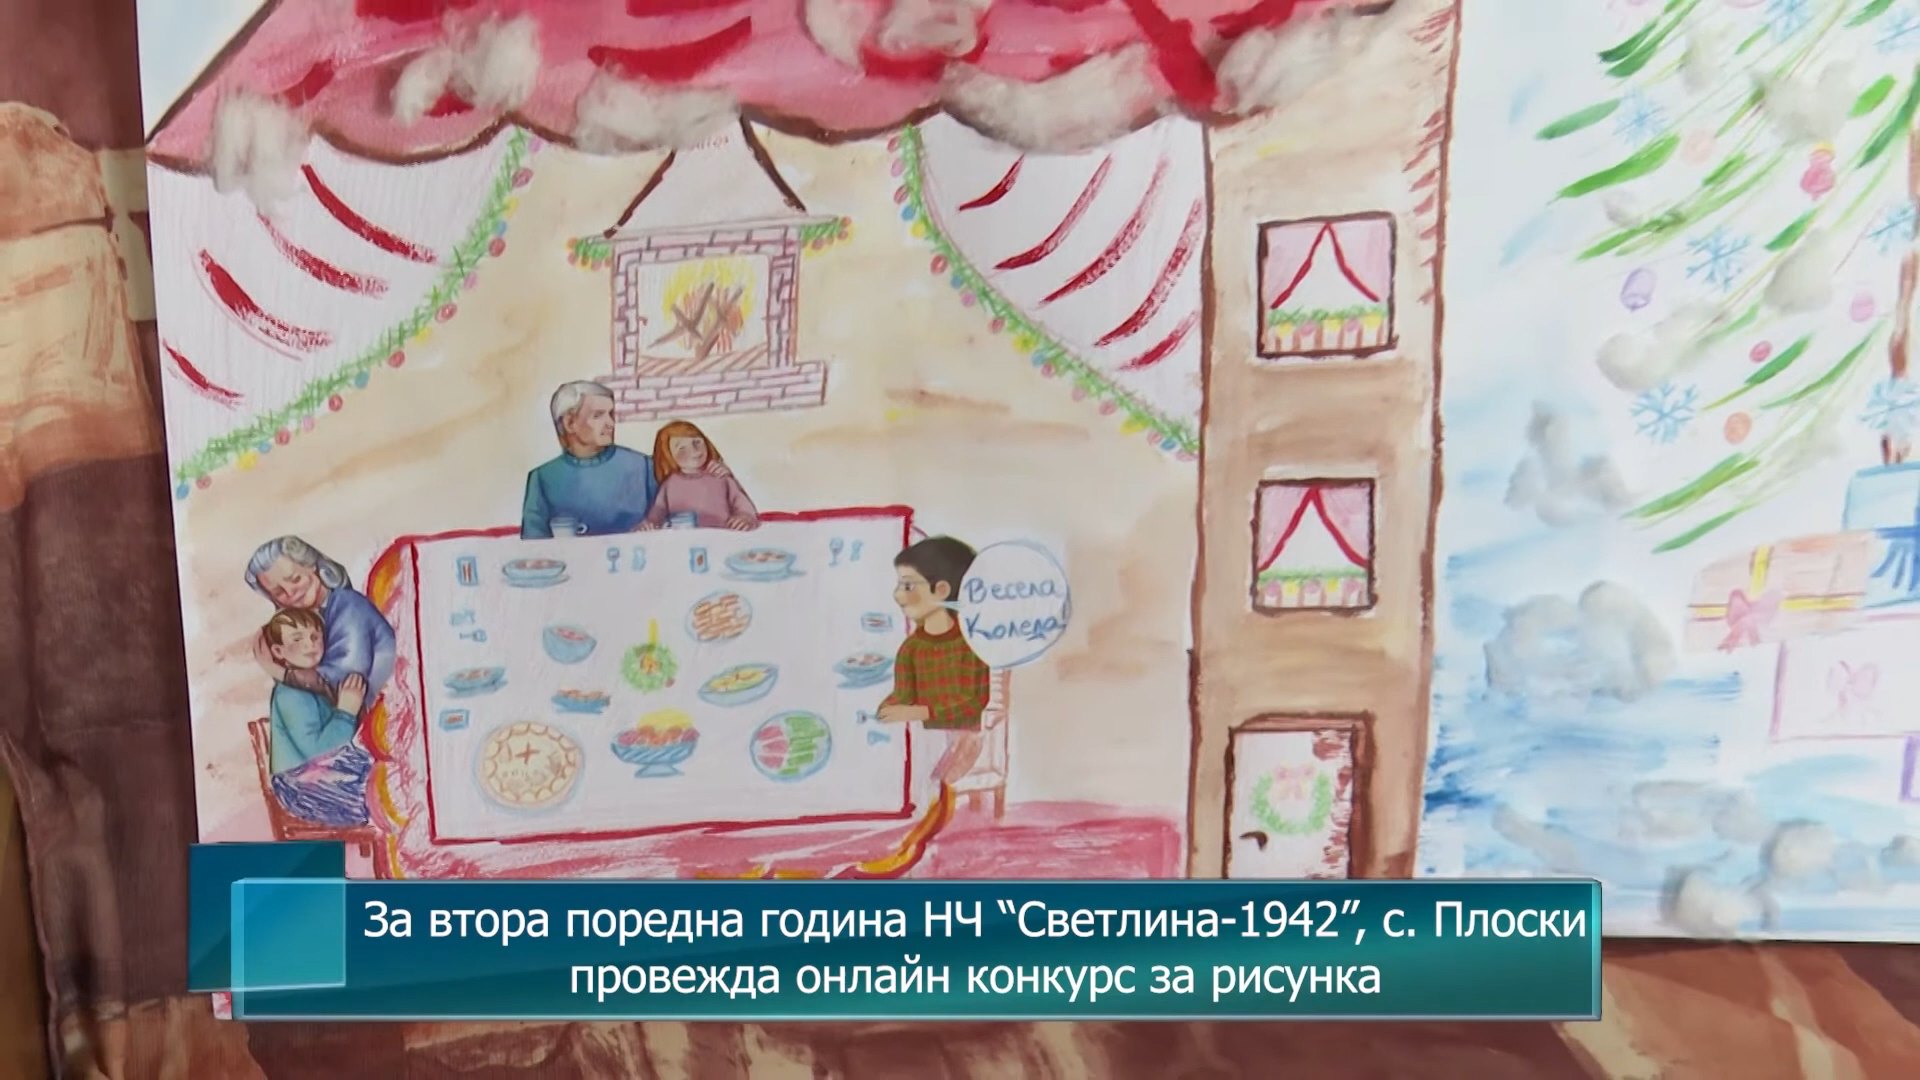 Весела
Коледа!
За втора поредна година НЧ “Светлина-1942”, с. Плоски
провежда онлайн конкурс за рисунка